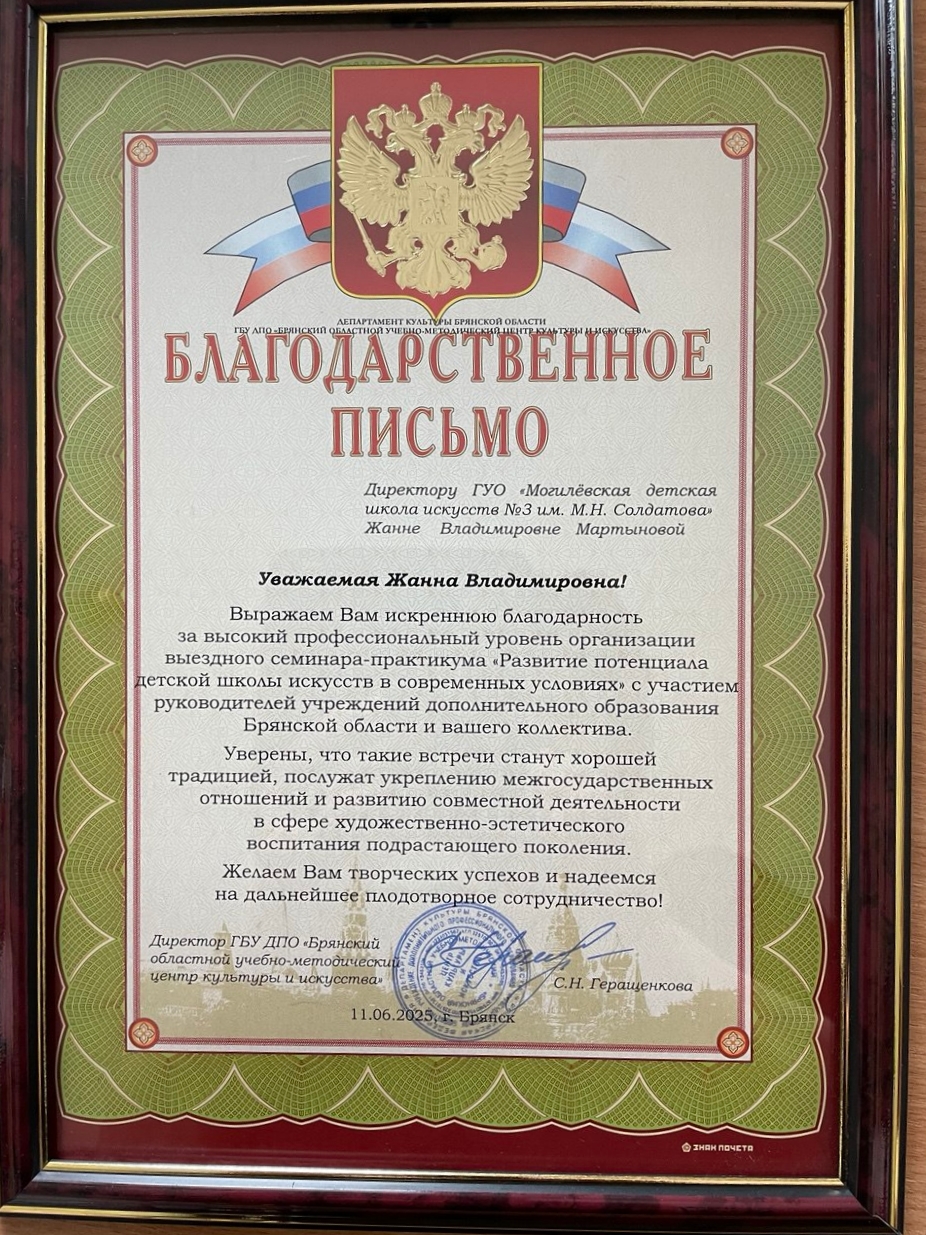 ДЕПАРТАМЕНТ КУЛЬТУРЫ БРЯНСКОЙ ОБЛАСТИ
ГБУ ДПО «БРЯНСКИЙ ОБЛАСТНОЙ УЧЕБНО-МЕТОДИЧЕСКИЙ ЦЕНТР КУЛЬТУРЫ И ИСКУССТВА»
БЛАГОДАРСТВЕННОЕ
ПИСЬМО
Директору ГУО «Могилёвская детская
школа искусств №3 им. М.Н. Солдатова»
Жанне Владимировне Мартыновой
Уважаемая Жанна Владимировна!
Выражаем Вам искреннюю благодарность
за высокий профессиональный уровень организации
выездного семинара-практикума «Развитие потенциала
детской школы искусств в современных условиях» с участием
руководителей учреждений дополнительного образования
Брянской области и вашего коллектива.
Уверены, что такие встречи станут хорошей
традицией, послужат укреплению межгосударственных
отношений и развитию совместной деятельности
в сфере художественно-эстетического
воспитания подрастающего поколения.
Желаем Вам творческих успехов и надеемся
на дальнейшее плодотворное сотрудничество!
Директор ГБУ ДПО «Брянский
областной учебно-методический
центр культуры и искусства»
С.Н. Геращенкова
11.06.2025, г. Брянск
ЗНАК ПОЧЕТА